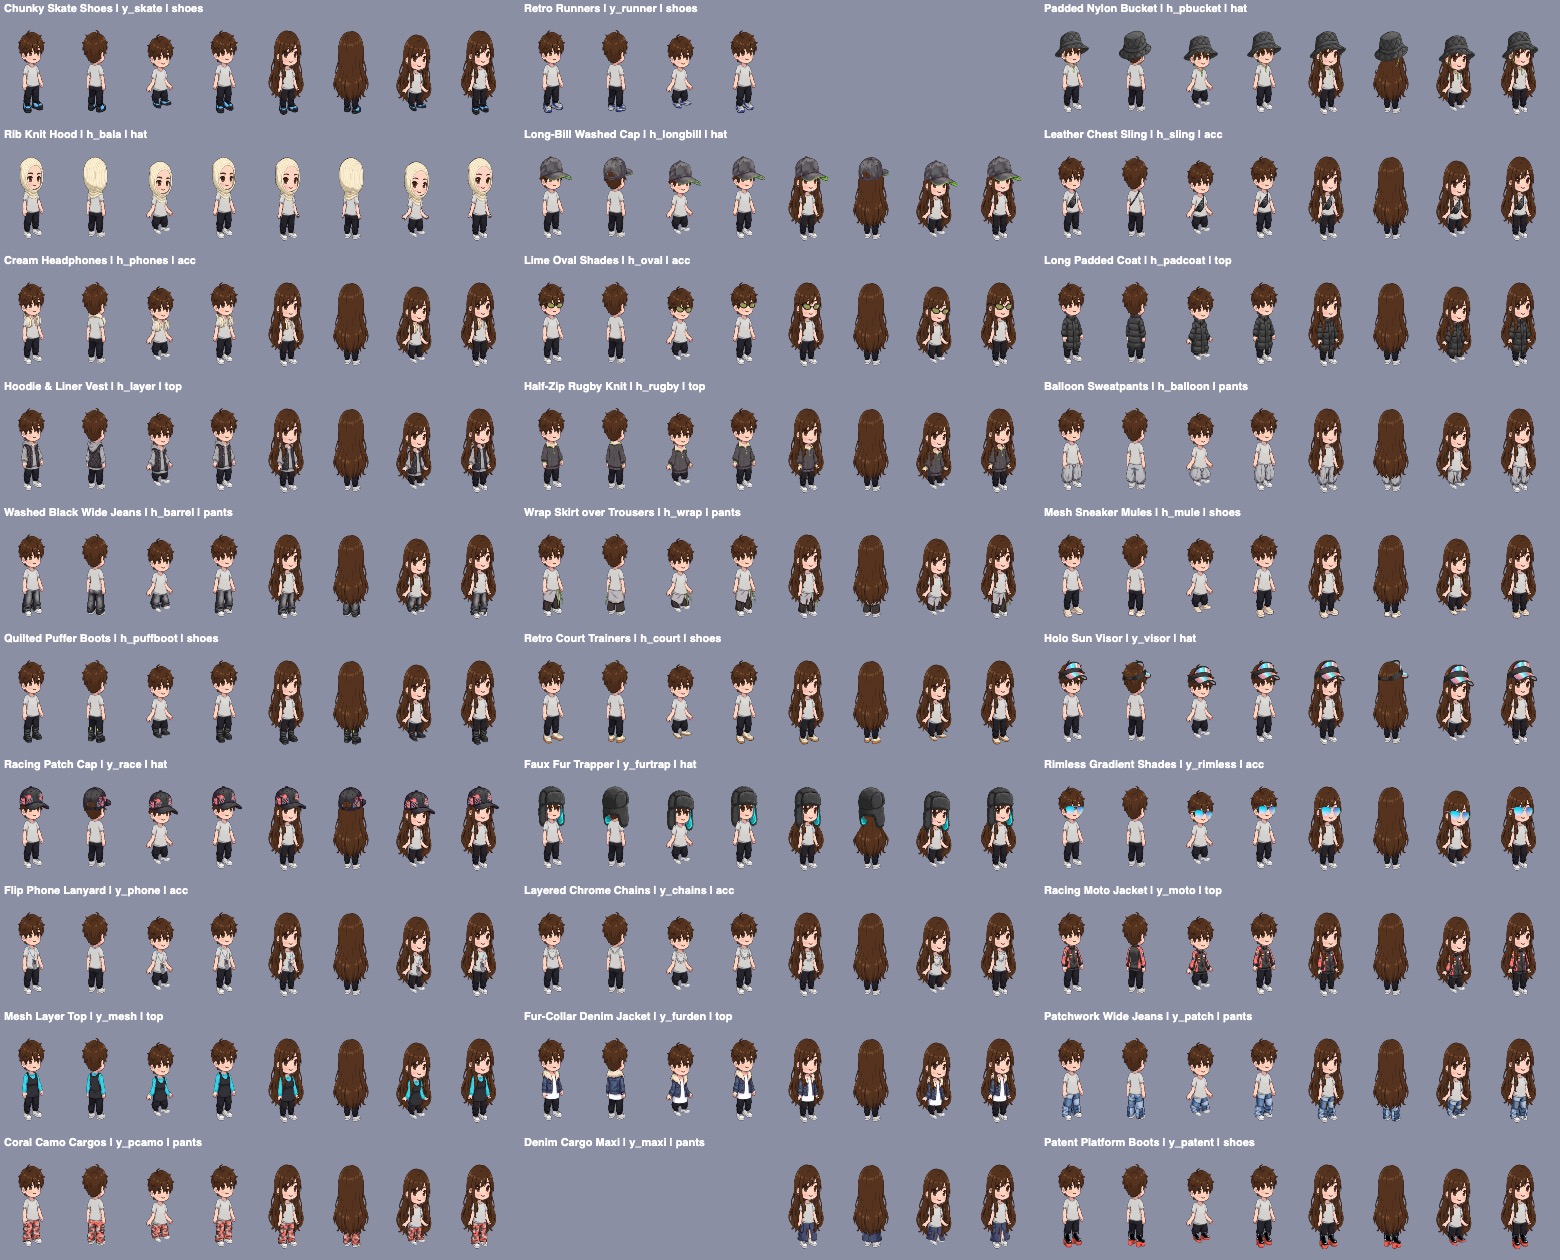 Chunky Skate Shoes | y_skate | shoes
Retro Runners | y_runner | shoes
Padded Nylon Bucket | h_pbucket | hat
Rib Knit Hood | h_bala | hat
Long-Bill Washed Cap | h_longbill | hat
Leather Chest Sling | h_sling | acc
Cream Headphones | h_phones | acc
Lime Oval Shades | h_oval | acc
Long Padded Coat | h_padcoat | top
Hoodie & Liner Vest | h_layer | top
Half-Zip Rugby Knit | h_rugby | top
Balloon Sweatpants | h_balloon | pants
Washed Black Wide Jeans | h_barrel | pants
Wrap Skirt over Trousers | h_wrap | pants
Mesh Sneaker Mules | h_mule | shoes
Quilted Puffer Boots | h_puffboot | shoes
Retro Court Trainers | h_court | shoes
Holo Sun Visor | y_visor | hat
Racing Patch Cap | y_race | hat
Faux Fur Trapper | y_furtrap | hat
Rimless Gradient Shades | y_rimless | acc
Flip Phone Lanyard | y_phone | acc
Layered Chrome Chains | y_chains | acc
Racing Moto Jacket | y_moto | top
Mesh Layer Top | y_mesh | top
Fur-Collar Denim Jacket | y_furden | top
Patchwork Wide Jeans | y_patch | pants
Coral Camo Cargos | y_pcamo | pants
Denim Cargo Maxi | y_maxi | pants
Patent Platform Boots | y_patent | shoes